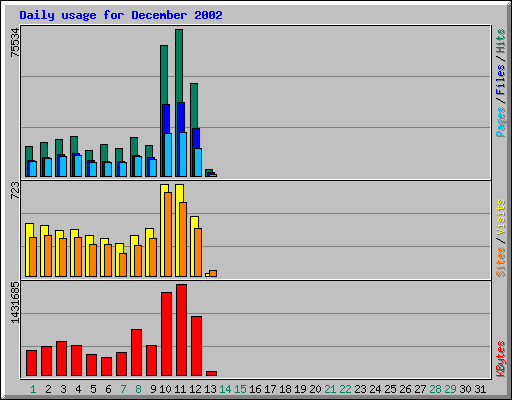 Daily usage for December 2002
75534
Pages / Files / Hits
723
Sites / Visits
1431685
KBytes
1 2 3 4 5 6 7 8 9 10 11 12 13 14 15 16 17 18 19 20 21 22 23 24 25 26 27 28 29 30 31